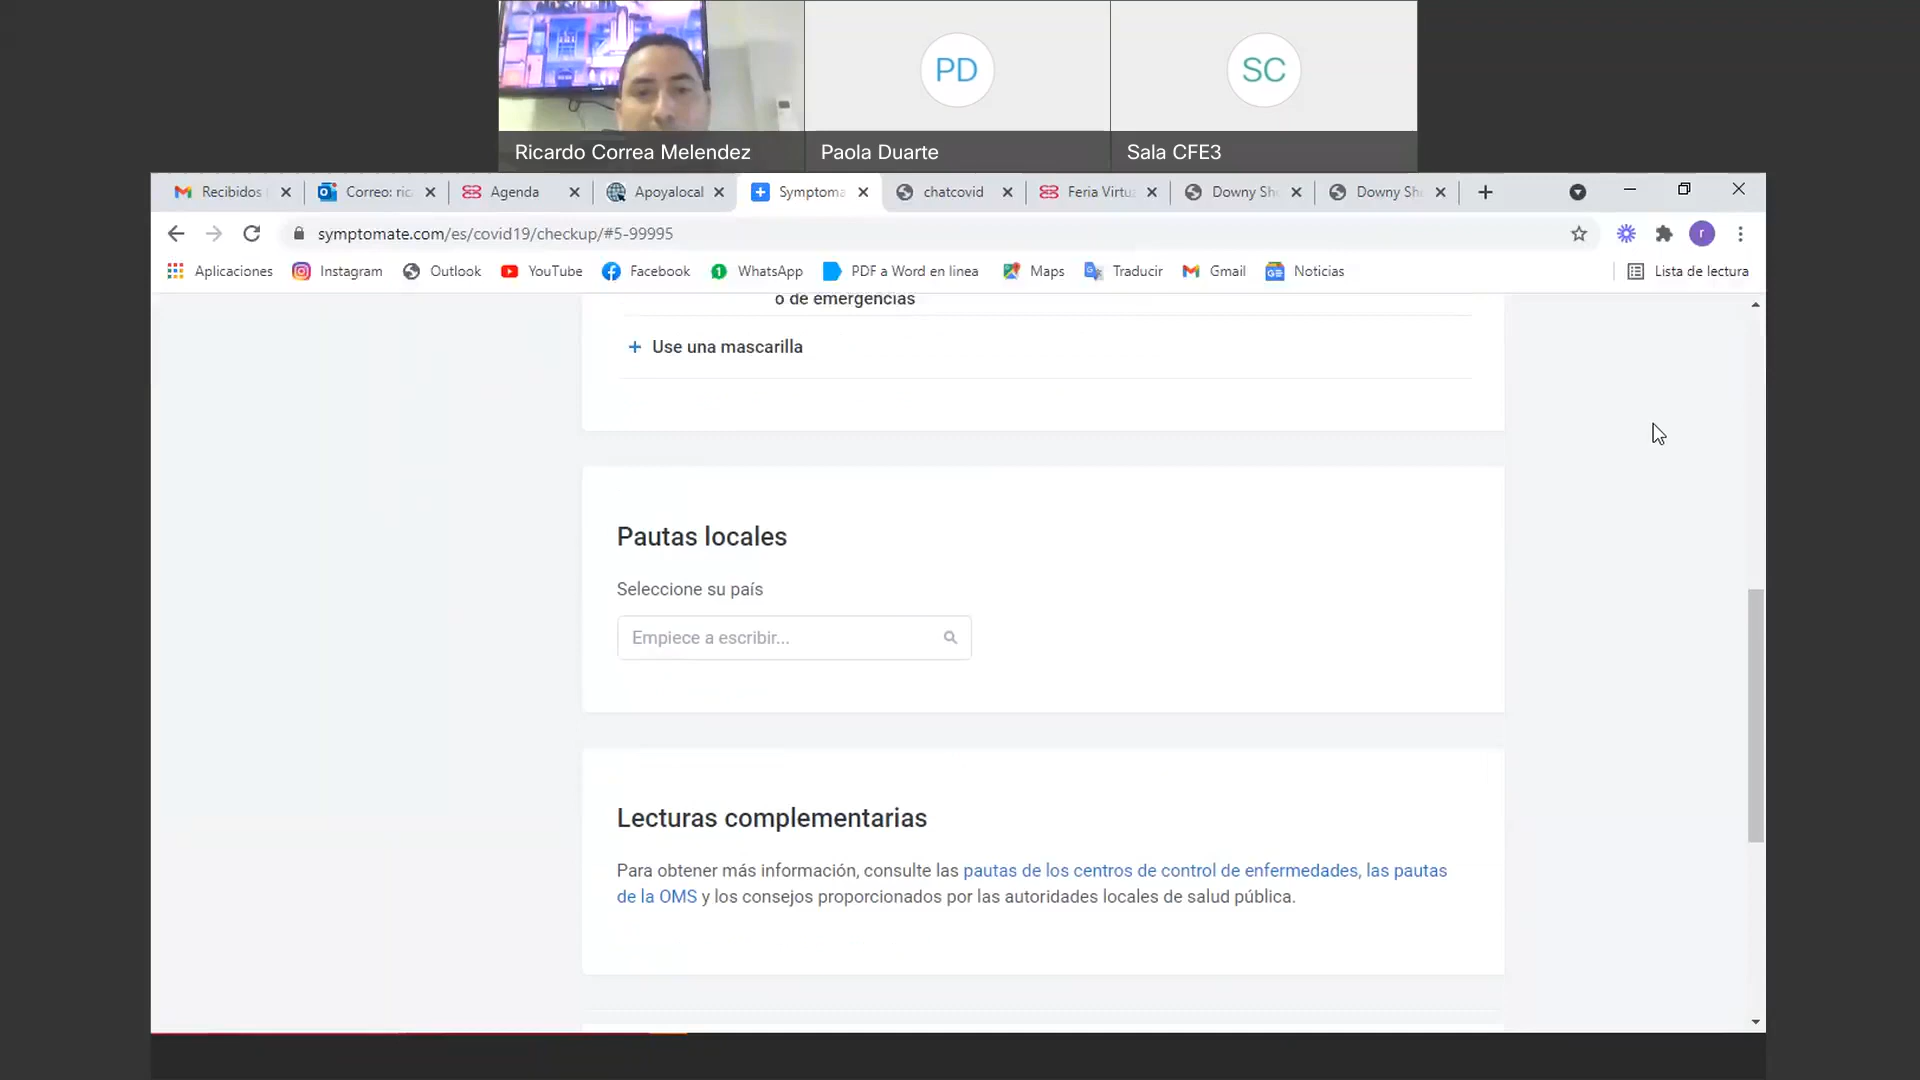 PD
SC
Ricardo Correa Melendez
Paola Duarte
Sala CFE3
Recibidos
Correo: ric
Agenda
Apoyalocal
Symptoma
chatcovid
Feria Virtu
Downy Sh
Downy Sh
symptomate.com/es/covid19/checkup/#5-99995
r
Aplicaciones
Instagram
Outlook
YouTube
Facebook
1
WhatsApp
PDF a Word en linea
Maps
Traducir
Gmail
Noticias
Lista de lectura
o de emergencias
+ Use una mascarilla
Pautas locales
Seleccione su país
Empiece a escribir...
Lecturas complementarias
Para obtener más información, consulte las pautas de los centros de control de enfermedades, las pautas
de la OMS y los consejos proporcionados por las autoridades locales de salud pública.